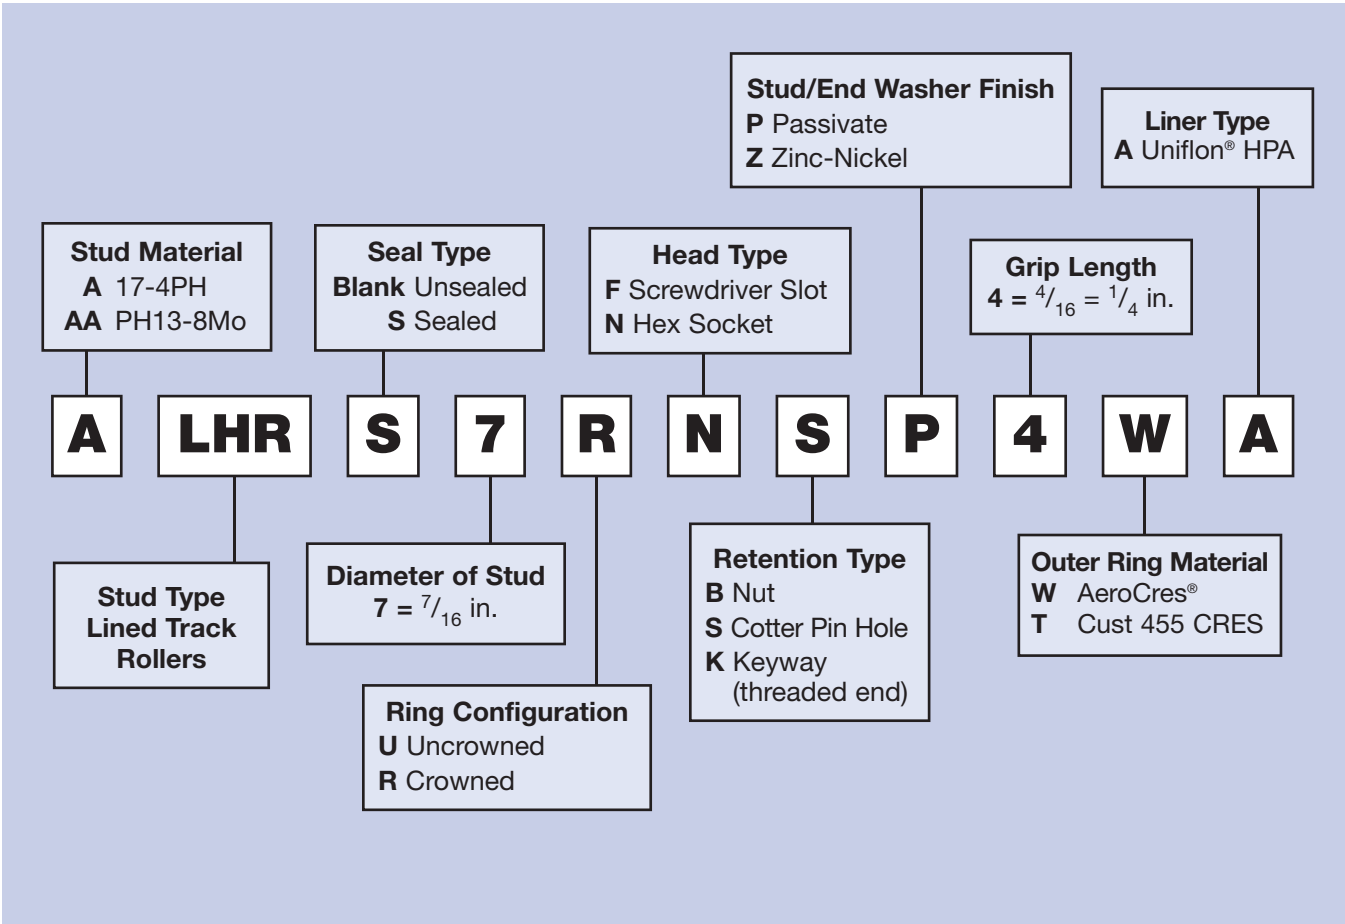 Stud/End Washer Finish
P Passivate
Z Zinc-Nickel
Liner Type
A Uniflon® HPA
Stud Material
A 17-4PH
AA PH13-8Mo
Seal Type
Blank Unsealed
S Sealed
Head Type
F Screwdriver Slot
N Hex Socket
Grip Length
4 = 4/16 = 1/4 in.
A LHR S 7 R N S P 4 W A
Stud Type
Lined Track
Rollers
Diameter of Stud
7 = 7/16 in.
Ring Configuration
U Uncrowned
R Crowned
Retention Type
B Nut
S Cotter Pin Hole
K Keyway
(threaded end)
Outer Ring Material
W AeroCres®
T Cust 455 CRES